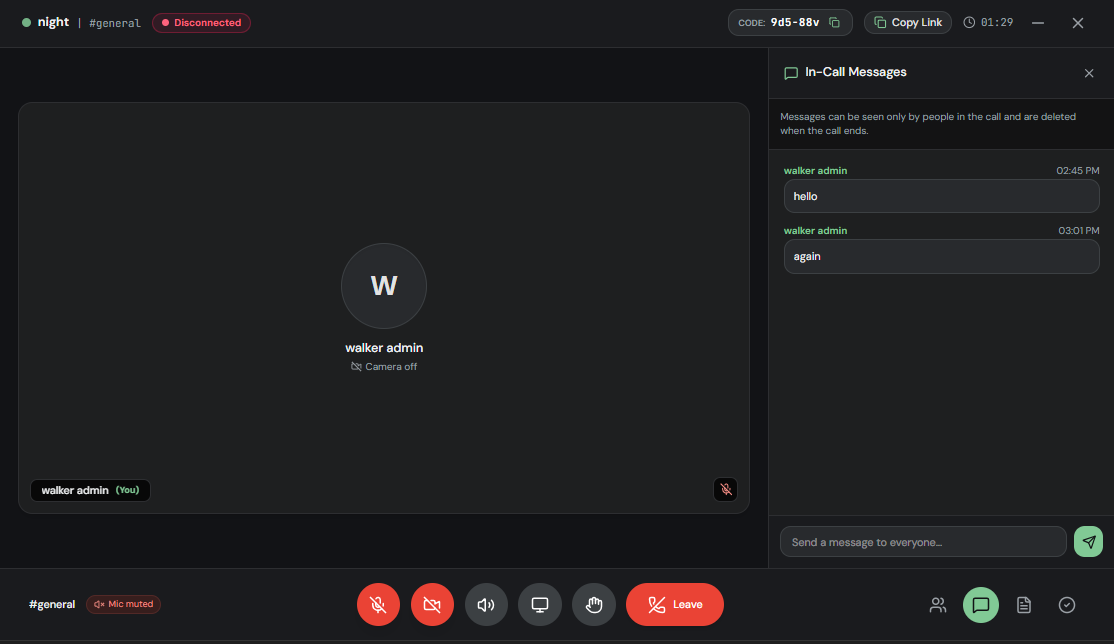 night | #general Disconnected
CODE: 9d5-88v Copy Link 01:29
In-Call Messages
Messages can be seen only by people in the call and are deleted
when the call ends.
walker admin 02:45 PM
hello
walker admin 03:01 PM
again
W
walker admin
Camera off
walker admin (You)
Send a message to everyone...
#general Mic muted
Leave